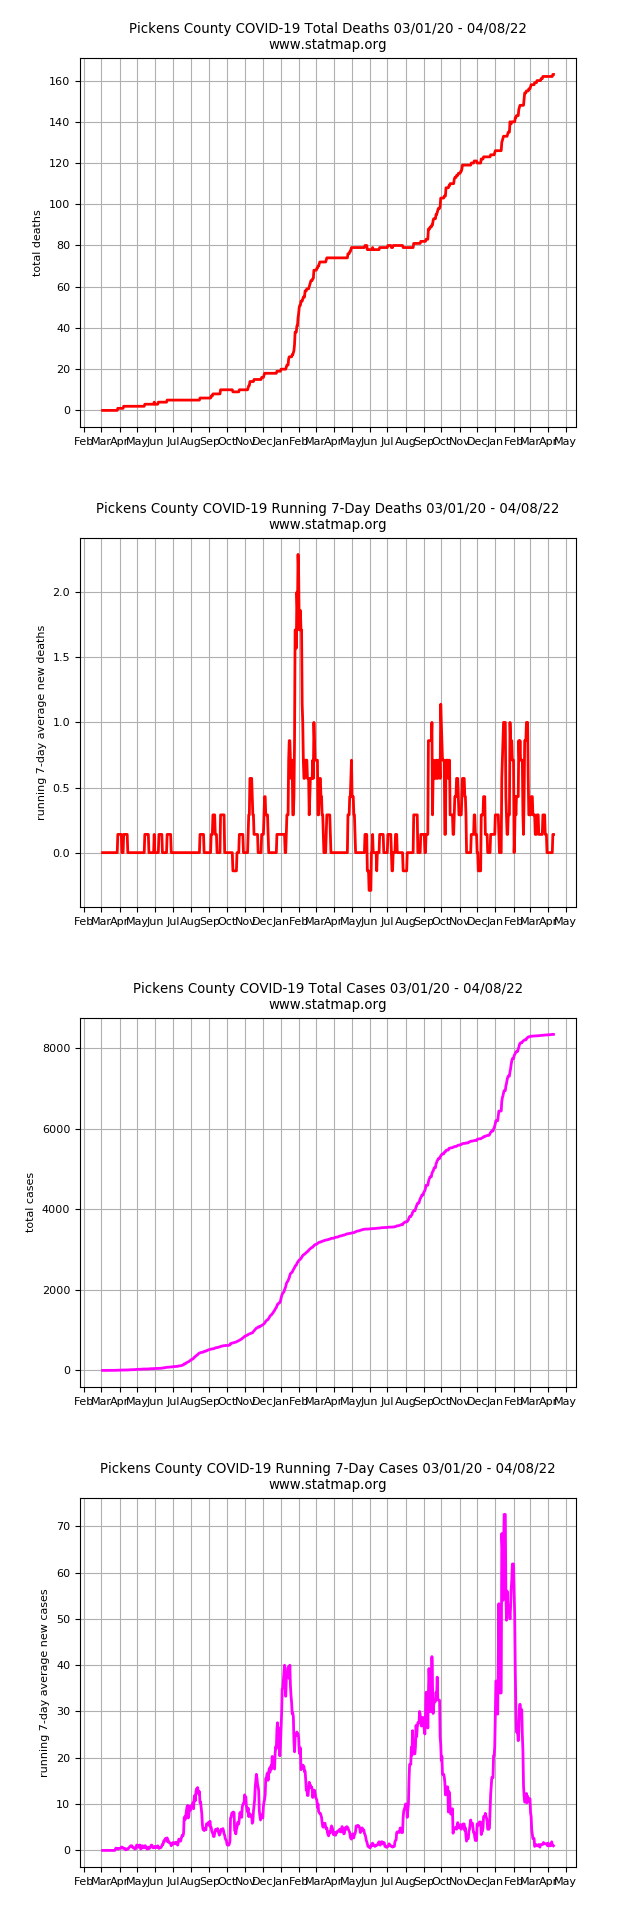 Pickens County COVID-19 Total Deaths 03/01/20 - 04/08/22
www.statmap.org
160
140
120
100
80
60
40
20
0
total deaths
Feb Mar Apr May Jun Jul Aug Sep Oct Nov Dec Jan Feb Mar Apr May Jun Jul Aug Sep Oct Nov Dec Jan Feb Mar Apr May
Pickens County COVID-19 Running 7-Day Deaths 03/01/20 - 04/08/22
www.statmap.org
2.0
1.5
1.0
0.5
0.0
running 7-day average new deaths
Feb Mar Apr May Jun Jul Aug Sep Oct Nov Dec Jan Feb Mar Apr May Jun Jul Aug Sep Oct Nov Dec Jan Feb Mar Apr May
Pickens County COVID-19 Total Cases 03/01/20 - 04/08/22
www.statmap.org
8000
6000
4000
2000
0
total cases
Feb Mar Apr May Jun Jul Aug Sep Oct Nov Dec Jan Feb Mar Apr May Jun Jul Aug Sep Oct Nov Dec Jan Feb Mar Apr May
Pickens County COVID-19 Running 7-Day Cases 03/01/20 - 04/08/22
www.statmap.org
70
60
50
40
30
20
10
0
running 7-day average new cases
Feb Mar Apr May Jun Jul Aug Sep Oct Nov Dec Jan Feb Mar Apr May Jun Jul Aug Sep Oct Nov Dec Jan Feb Mar Apr May